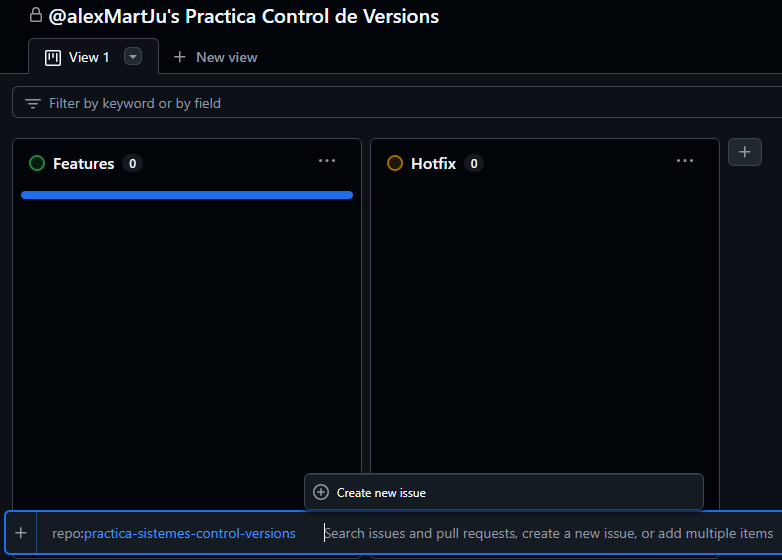 @alexMartJu's Practica Control de Versions
View 1
New view
Filter by keyword or by field
Features 0
Hotfix 0
Create new issue
repo:practica-sistemes-control-versions Search issues and pull requests, create a new issue, or add multiple items